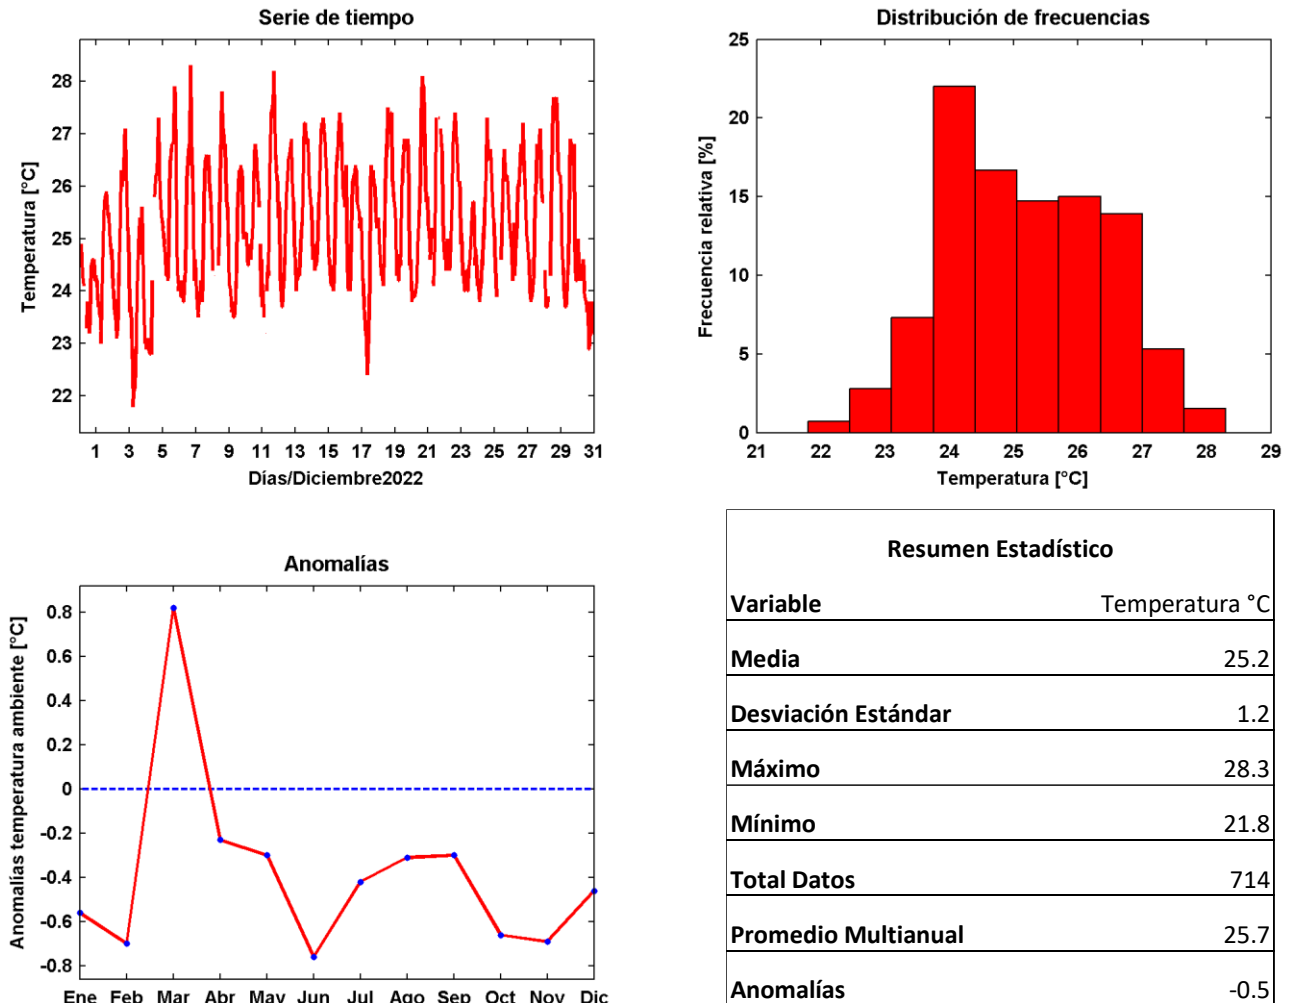 Serie de tiempo
Temperatura [°C]
28
27
26
25
24
23
22
1 3 5 7 9 11 13 15 17 19 21 23 25 27 29 31
Días/Diciembre2022
Distribución de frecuencias
Frecuencia relativa [%]
25
20
15
10
5
0
21 22 23 24 25 26 27 28 29
Temperatura [°C]
Anomalías
Anomalías temperatura ambiente [°C]
0.8
0.6
0.4
0.2
0
-0.2
-0.4
-0.6
-0.8
Ene Feb Mar Abr May Jun Jul Ago Sep Oct Nov Dic
Resumen Estadístico
Variable Temperatura °C
Media 25.2
Desviación Estándar 1.2
Máximo 28.3
Mínimo 21.8
Total Datos 714
Promedio Multianual 25.7
Anomalías -0.5